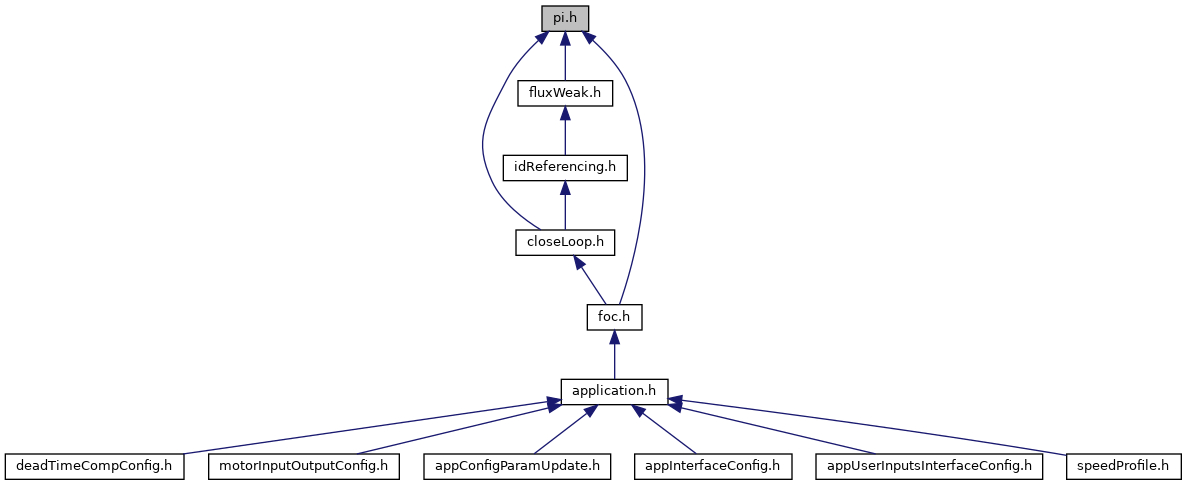 pi.h
fluxWeak.h
idReferencing.h
closeLoop.h
foc.h
application.h
deadTimeCompConfig.h
motorInputOutputConfig.h
appConfigParamUpdate.h
appInterfaceConfig.h
appUserInputsInterfaceConfig.h
speedProfile.h